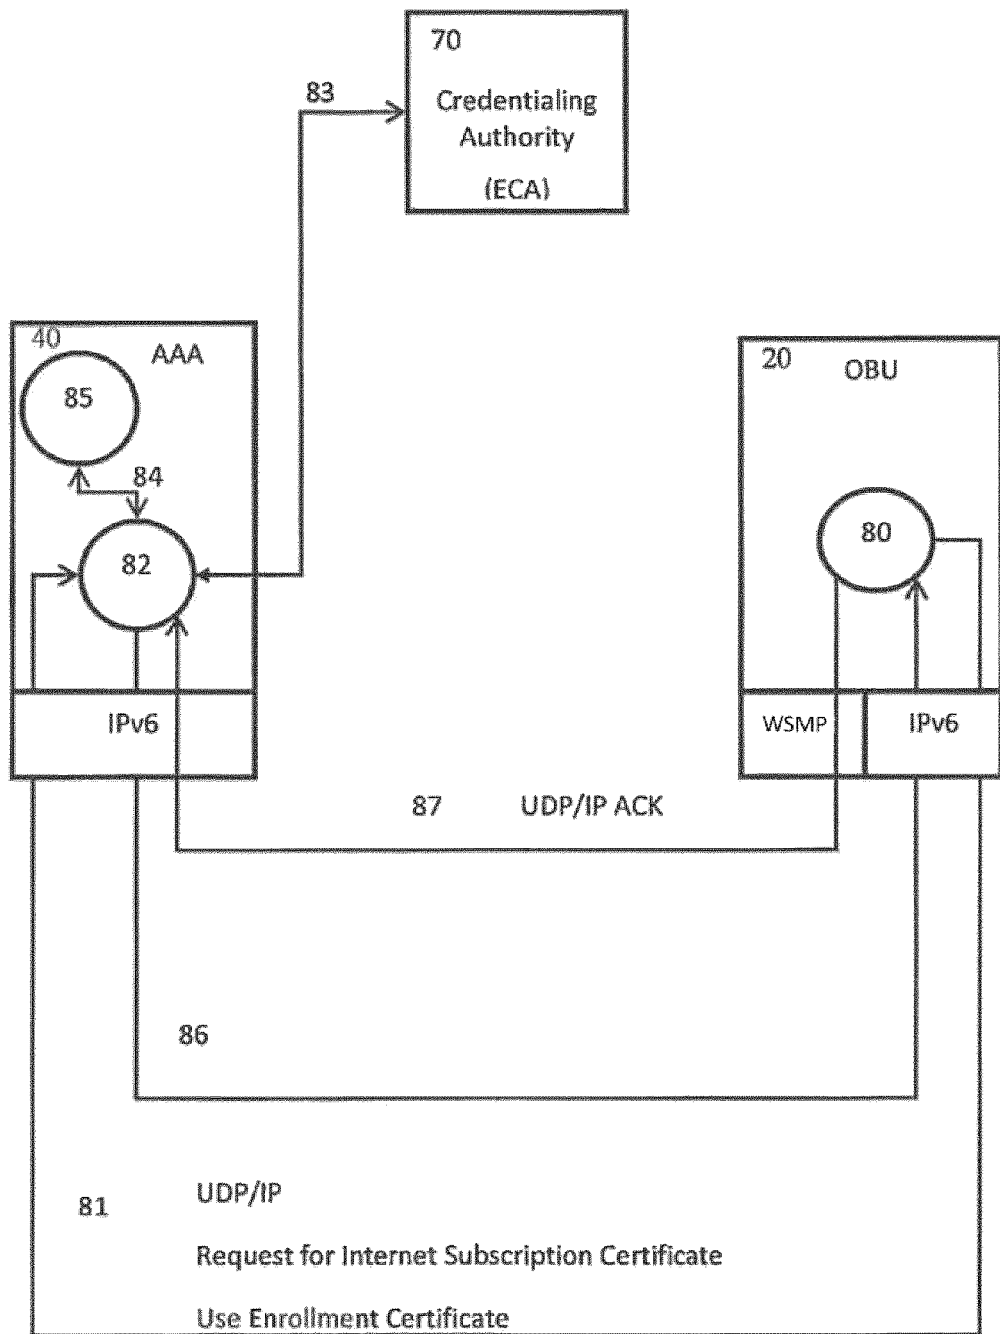 70
Credentialing
Authority
(ECA)
83
40
AAA
85
84
82
IPv6
20
OBU
80
WSMP
IPv6
87
UDP/IP ACK
86
81
UDP/IP
Request for Internet Subscription Certificate
Use Enrollment Certificate